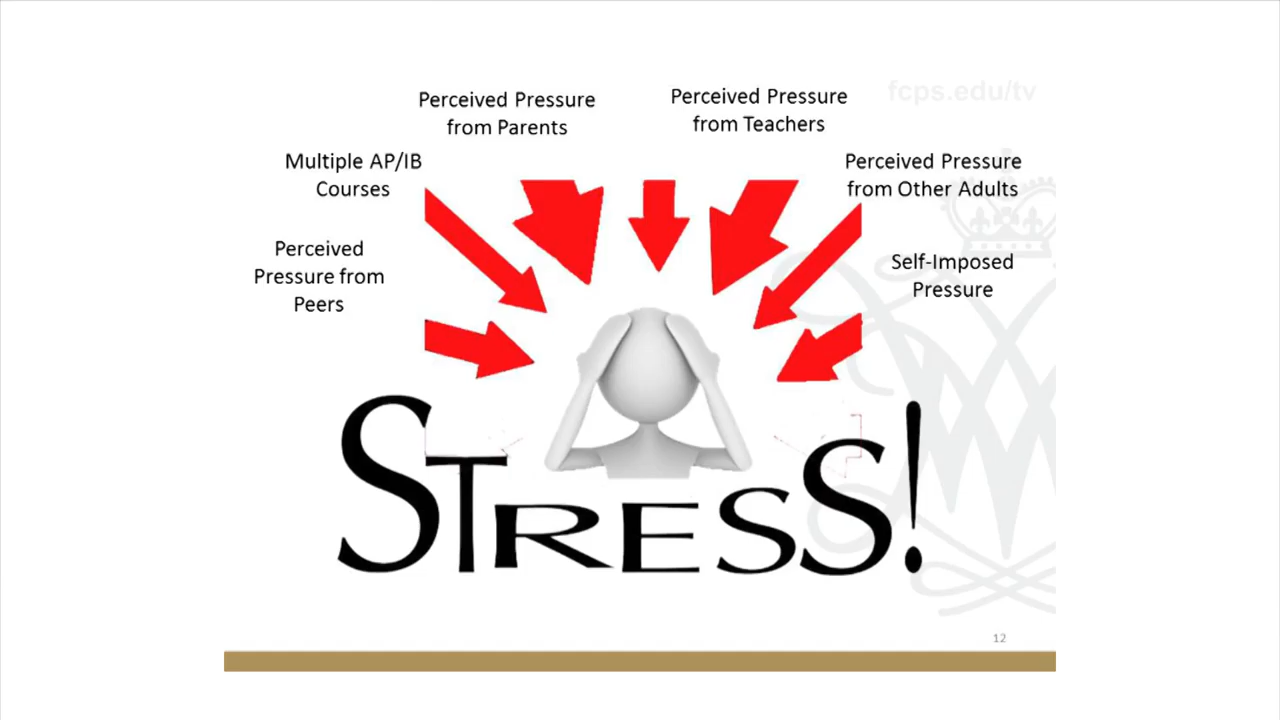 fcps.edu/tv
Perceived Pressure
from Parents
Perceived Pressure
from Teachers
Multiple AP/IB
Courses
Perceived Pressure
from Other Adults
Perceived
Pressure from
Peers
Self-Imposed
Pressure
STRESS!
12